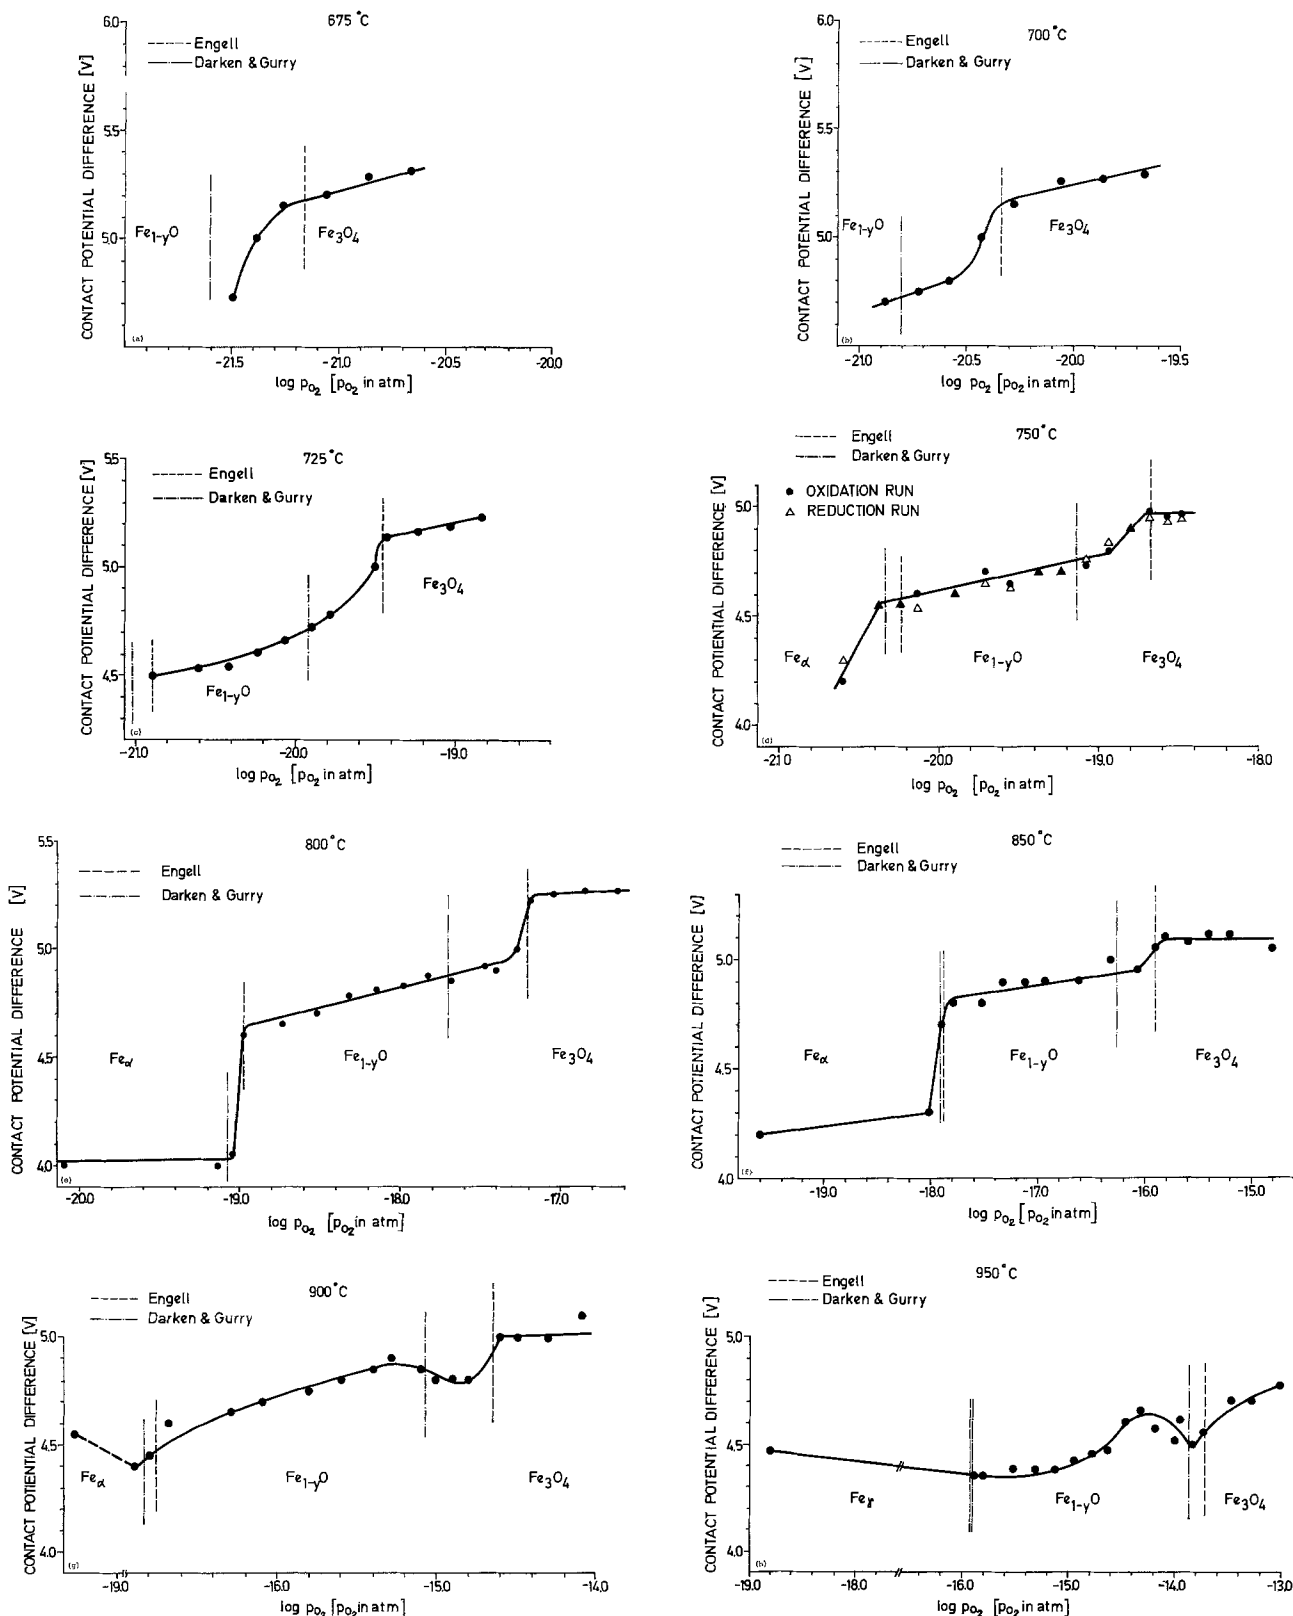 675 °C
Engell
Darken & Gurry
CONTACT POTENTIAL DIFFERENCE [V]
6.0
5.5
5.0
Fe1-yO
Fe3O4
(a)
-21.5
-21.0
-20.5
-20.0
log pO2 [pO2 in atm]
700 °C
Engell
Darken & Gurry
CONTACT POTENTIAL DIFFERENCE [V]
6.0
5.5
5.0
Fe1-yO
Fe3O4
(b)
-21.0
-20.5
-20.0
-19.5
log pO2 [pO2 in atm]
725 °C
Engell
Darken & Gurry
CONTACT POTIENTIAL DIFFERENCE [V]
5.5
5.0
4.5
Fe1-yO
Fe3O4
(c)
-21.0
-20.0
-19.0
log pO2 [pO2 in atm]
750 °C
Engell
Darken & Gurry
OXIDATION RUN
REDUCTION RUN
CONTACT POTIENTIAL DIFFERENCE [V]
5.0
4.5
4.0
Feα
Fe1-yO
Fe3O4
(d)
-21.0
-20.0
-19.0
-18.0
log pO2 [pO2 in atm]
800 °C
Engell
Darken & Gurry
CONTACT POTENTIAL DIFFERENCE [V]
5.5
5.0
4.5
4.0
Feα
Fe1-yO
Fe3O4
(e)
-20.0
-19.0
-18.0
-17.0
log pO2 [pO2 in atm]
850 °C
Engell
Darken & Gurry
CONTACT POTIENTIAL DIFFERENCE [V]
5.0
4.5
4.0
Feα
Fe1-yO
Fe3O4
(f)
-19.0
-18.0
-17.0
-16.0
-15.0
log pO2 [pO2 in atm]
900 °C
Engell
Darken & Gurry
CONTACT POTENTIAL DIFFERENCE [V]
5.0
4.5
4.0
Feα
Fe1-yO
Fe3O4
(g)
-19.0
-16.0
-15.0
-14.0
log pO2 [pO2 in atm]
950 °C
Engell
Darken & Gurry
CONTACT POTENTIAL DIFFERENCE [V]
5.0
4.5
4.0
Feγ
Fe1-yO
Fe3O4
(h)
-19.0
-18.0
-16.0
-15.0
-14.0
-13.0
log pO2 [pO2 in atm]